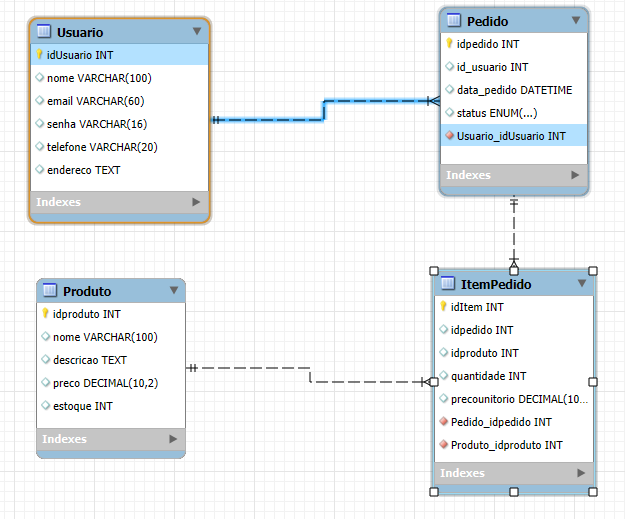 Usuario
idUsuario INT
nome VARCHAR(100)
email VARCHAR(60)
senha VARCHAR(16)
telefone VARCHAR(20)
endereco TEXT
Indexes
Pedido
idpedido INT
id_usuario INT
data_pedido DATETIME
status ENUM(...)
Usuario_idUsuario INT
Indexes
Produto
idproduto INT
nome VARCHAR(100)
descricao TEXT
preco DECIMAL(10,2)
estoque INT
Indexes
ItemPedido
idItem INT
idpedido INT
idproduto INT
quantidade INT
precounitorio DECIMAL(10...
Pedido_idpedido INT
Produto_idproduto INT
Indexes